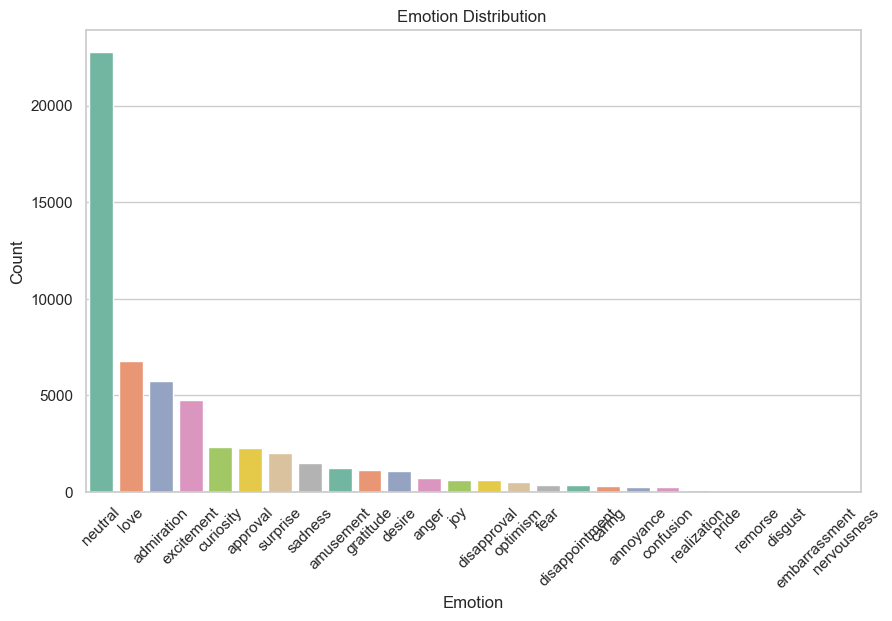 Emotion Distribution
Count
20000
15000
10000
5000
0
neutral
love
admiration
excitement
curiosity
approval
surprise
sadness
amusement
gratitude
desire
anger
joy
disapproval
optimism
fear
disappointment
caring
annoyance
confusion
realization
pride
remorse
disgust
embarrassment
nervousness
Emotion